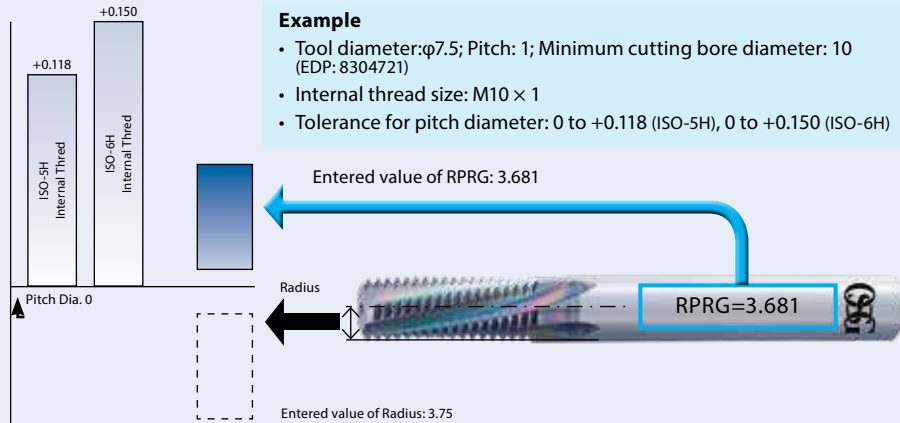 +0.150
+0.118
ISO-5H
Internal Thred
ISO-6H
Internal Thred
Pitch Dia. 0
Example
• Tool diameter:φ7.5; Pitch: 1; Minimum cutting bore diameter: 10
(EDP: 8304721)
• Internal thread size: M10 × 1
• Tolerance for pitch diameter: 0 to +0.118 (ISO-5H), 0 to +0.150 (ISO-6H)
Entered value of RPRG: 3.681
Radius
RPRG=3.681
OSG
Entered value of Radius: 3.75